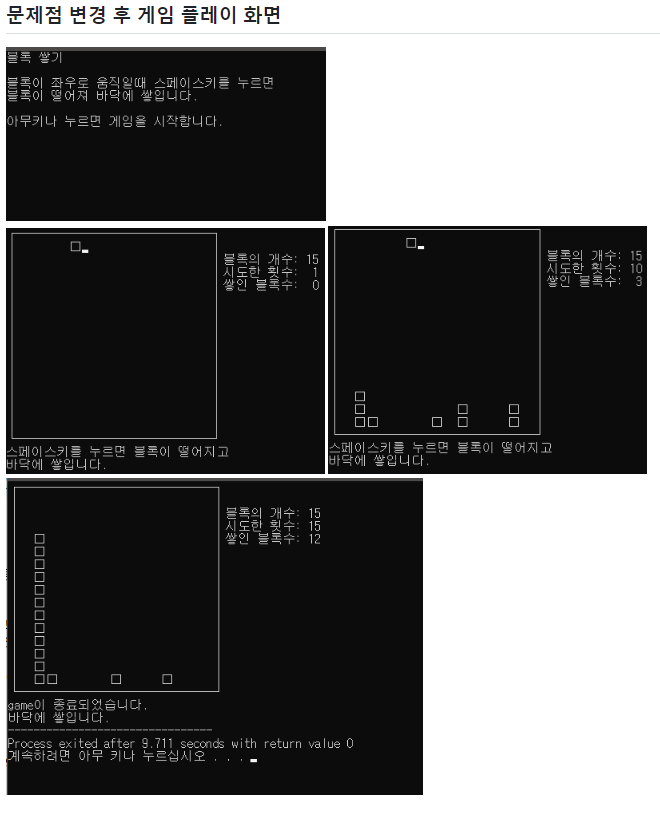 문제점 변경 후 게임 플레이 화면
블록 쌓기
블록이 좌우로 움직일때 스페이스키를 누르면
블록이 떨어져 바닥에 쌓입니다.
아무키나 누르면 게임을 시작합니다.
블록의 개수: 15
시도한 횟수: 1
쌓인 블록수: 0
스페이스키를 누르면 블록이 떨어지고
바닥에 쌓입니다.
블록의 개수: 15
시도한 횟수: 10
쌓인 블록수: 3
스페이스키를 누르면 블록이 떨어지고
바닥에 쌓입니다.
블록의 개수: 15
시도한 횟수: 15
쌓인 블록수: 12
game이 종료되었습니다.
바닥에 쌓입니다.
--------------------------------
Process exited after 9.711 seconds with return value 0
계속하려면 아무 키나 누르십시오 . . .